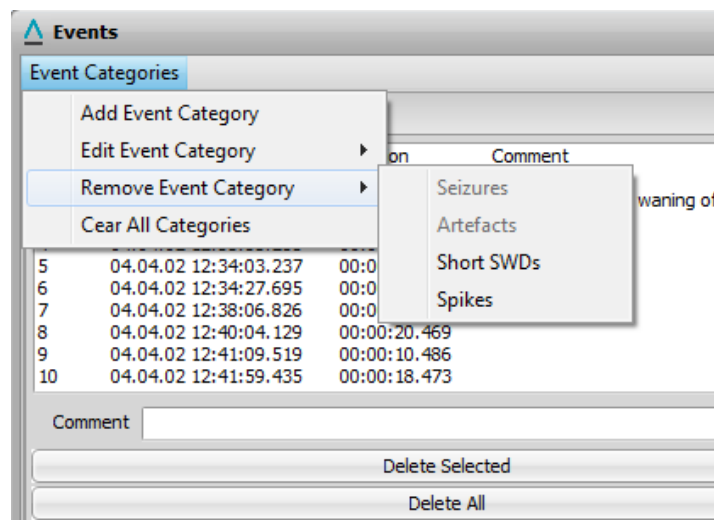 Events
Event Categories
Add Event Category
Edit Event Category
Remove Event Category
Cear All Categories
Seizures
Artefacts
Short SWDs
Spikes
on Comment
waning of
5 04.04.02 12:34:03.237 00:0
6 04.04.02 12:34:27.695 00:0
7 04.04.02 12:38:06.826 00:0
8 04.04.02 12:40:04.129 00:00:20.469
9 04.04.02 12:41:09.519 00:00:10.486
10 04.04.02 12:41:59.435 00:00:18.473
Comment
Delete Selected
Delete All